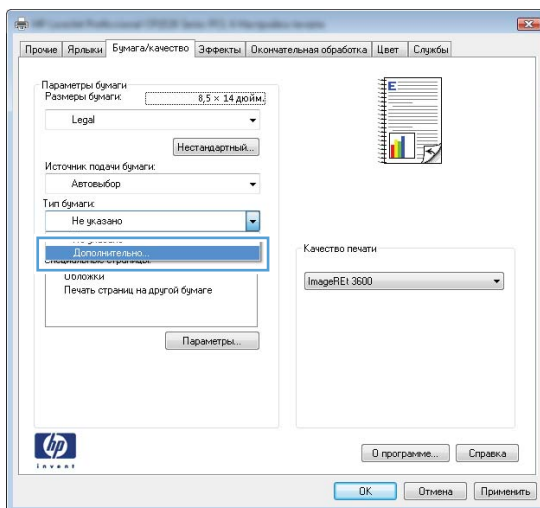 Прочие Ярлыки Бумага/качество Эффекты Окончательная обработка Цвет Службы
Параметры бумаги
Размеры бумаги: 8,5 × 14 дюйм.
Legal
Нестандартный...
Источник подачи бумаги:
Автовыбор
Тип бумаги:
Не указано
Дополнительно...
Обложки
Печать страниц на другой бумаге
Параметры...
E
Качество печати
ImageREt 3600
hp
invent
О программе... Справка
OK Отмена Применить